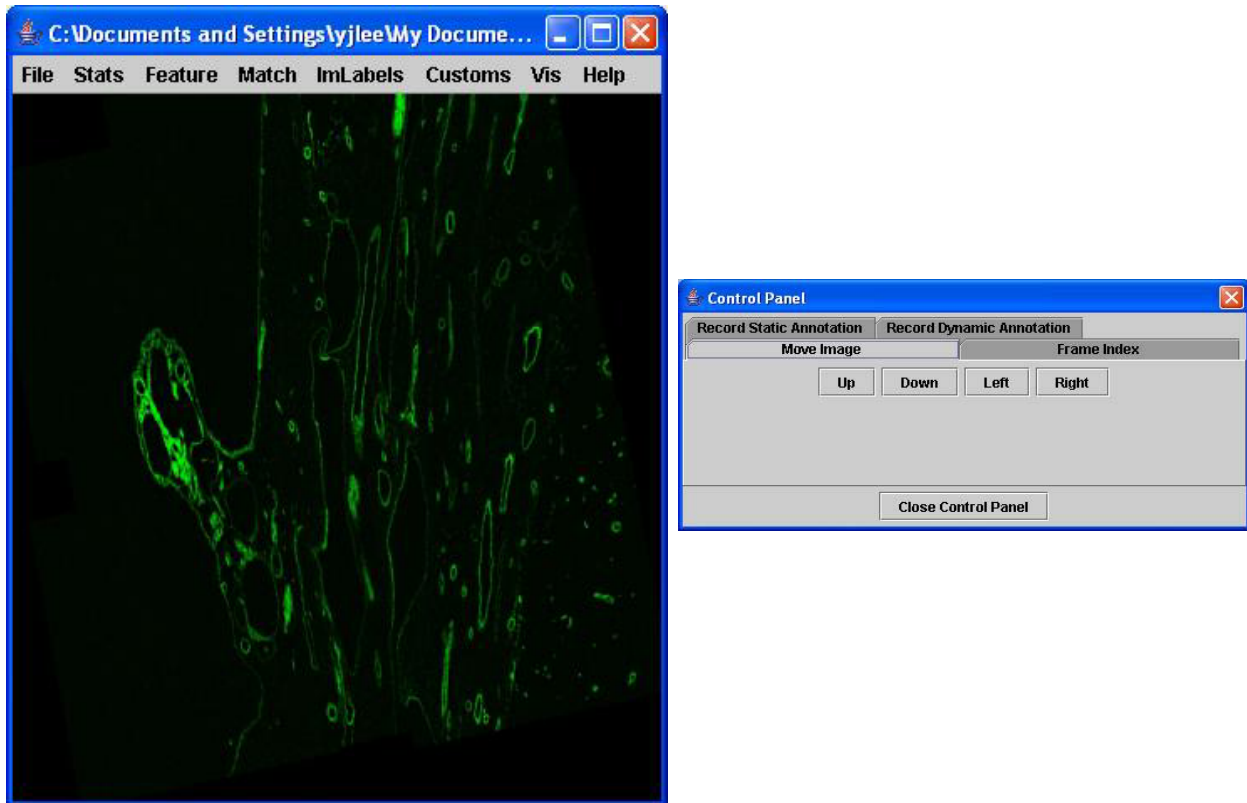 C:\Documents and Settings\yjlee\My Docume...
File Stats Feature Match ImLabels Customs Vis Help
Control Panel
Record Static Annotation Record Dynamic Annotation
Move Image Frame Index
Up Down Left Right
Close Control Panel